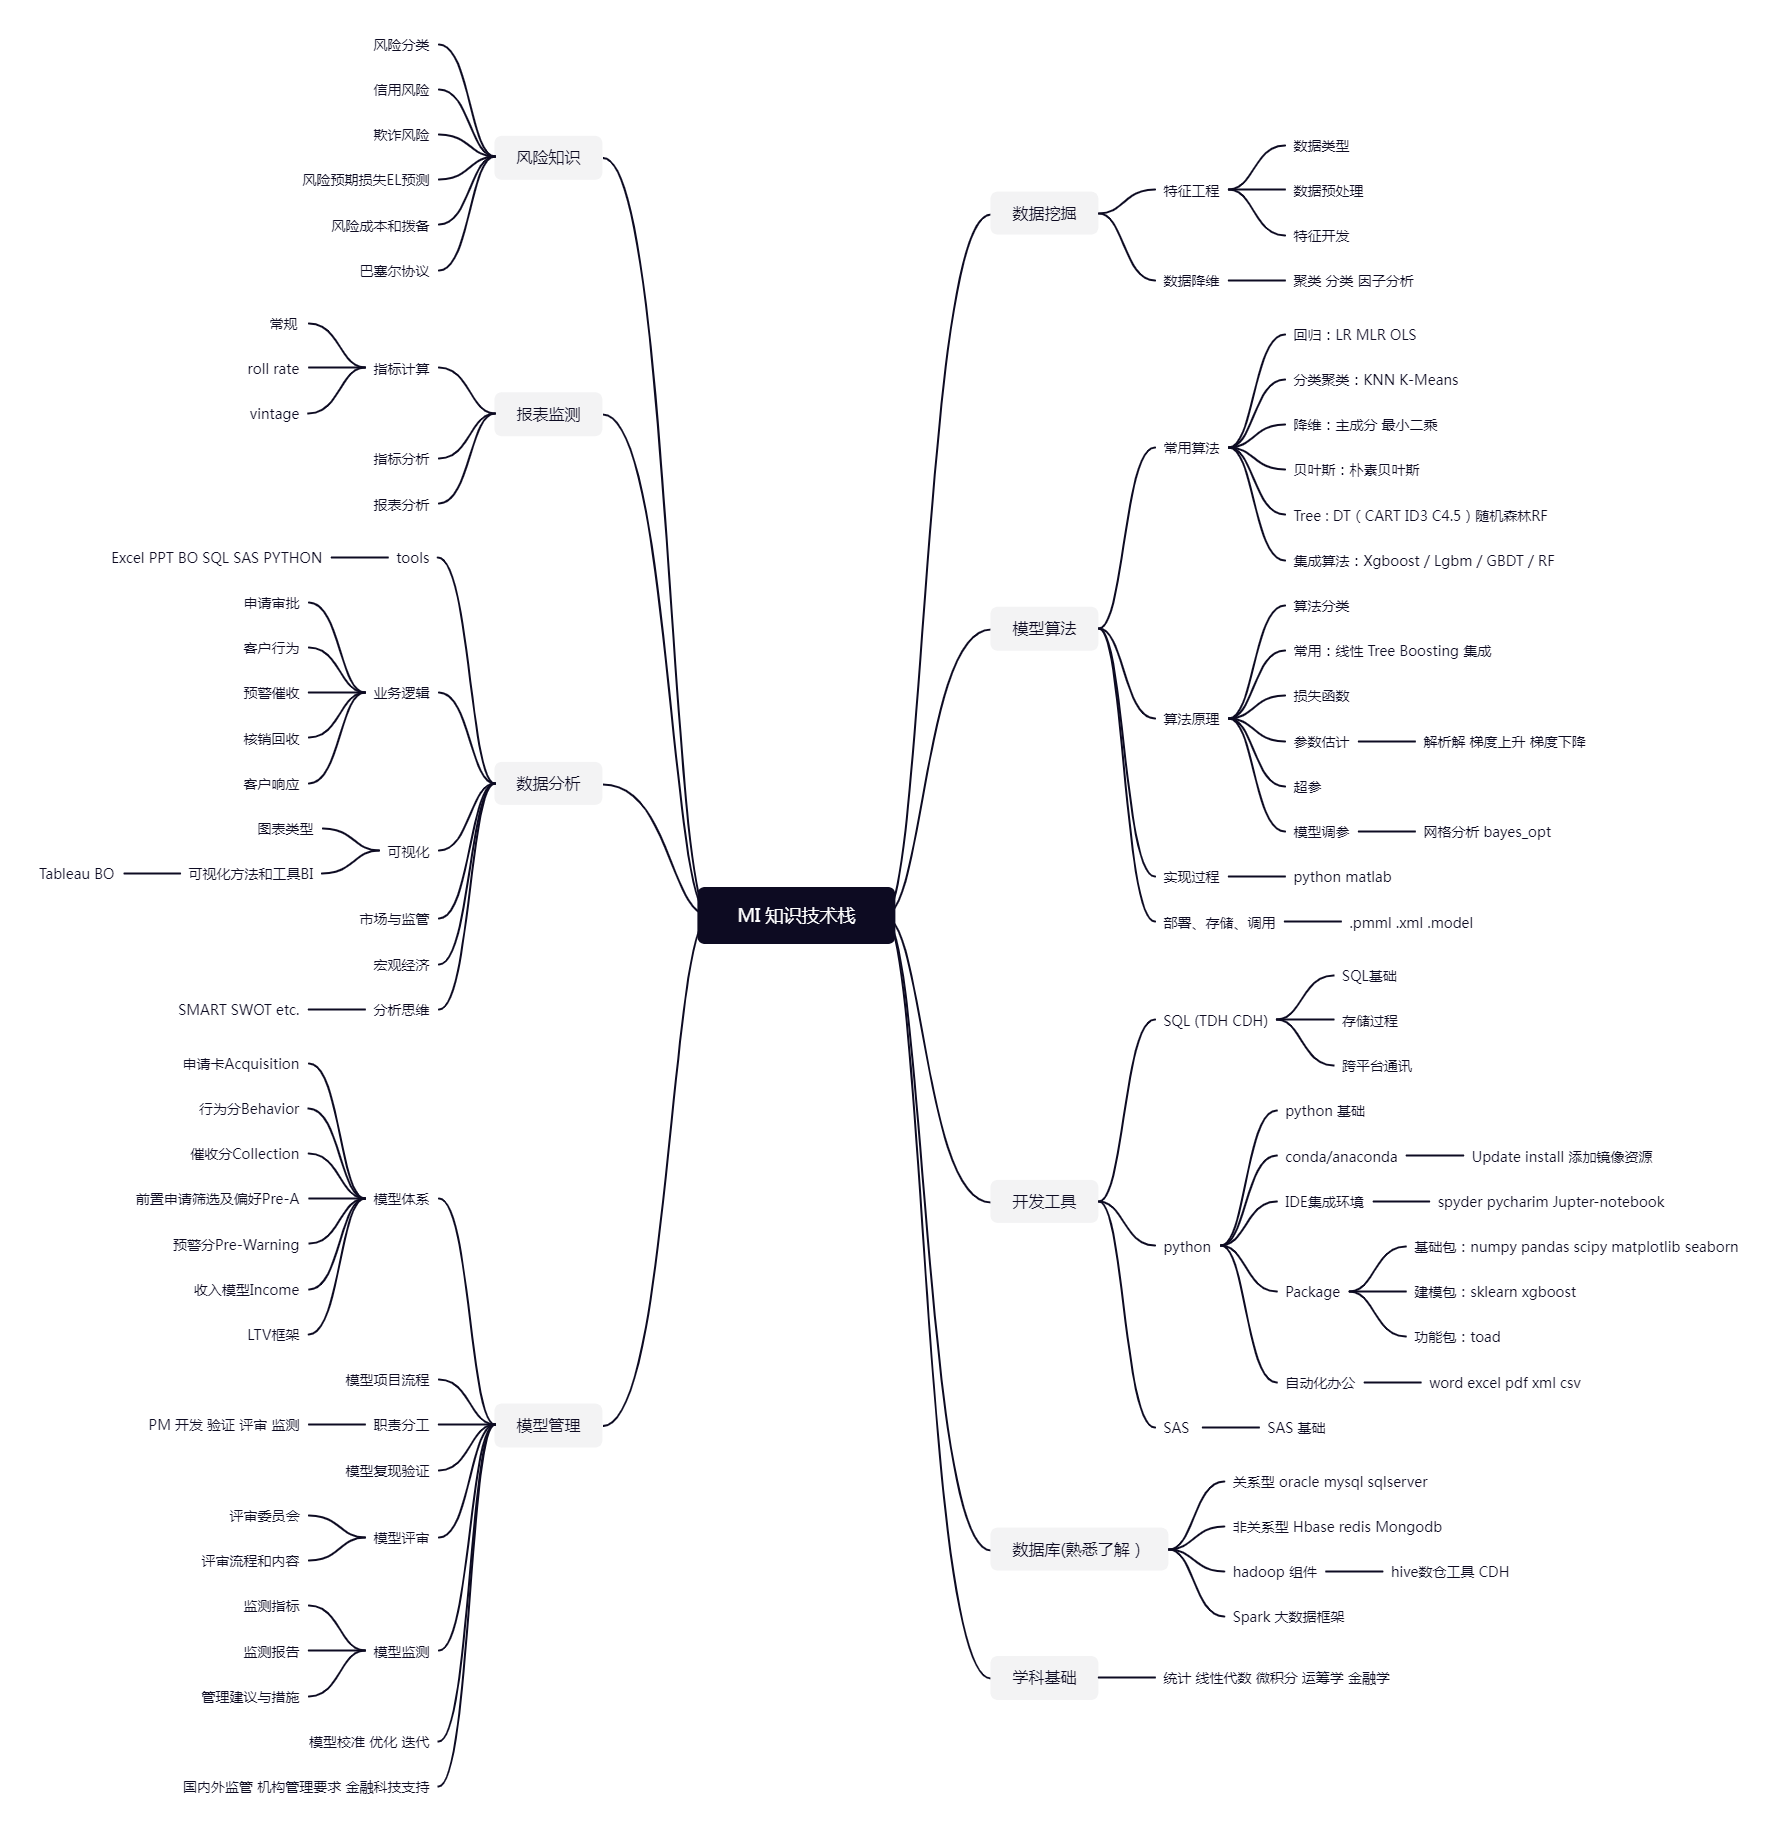 MI 知识技术栈
风险知识
风险分类
信用风险
欺诈风险
风险预期损失EL预测
风险成本和拨备
巴塞尔协议
报表监测
指标计算
常规
roll rate
vintage
指标分析
报表分析
数据分析
tools
Excel PPT BO SQL SAS PYTHON
业务逻辑
申请审批
客户行为
预警催收
核销回收
客户响应
可视化
图表类型
可视化方法和工具BI
Tableau BO
市场与监管
宏观经济
分析思维
SMART SWOT etc.
模型管理
模型体系
申请卡Acquisition
行为分Behavior
催收分Collection
前置申请筛选及偏好Pre-A
预警分Pre-Warning
收入模型Income
LTV框架
模型项目流程
职责分工
PM 开发 验证 评审 监测
模型复现验证
模型评审
评审委员会
评审流程和内容
模型监测
监测指标
监测报告
管理建议与措施
模型校准 优化 迭代
国内外监管 机构管理要求 金融科技支持
数据挖掘
特征工程
数据类型
数据预处理
特征开发
数据降维
聚类 分类 因子分析
模型算法
常用算法
回归：LR MLR OLS
分类聚类：KNN K-Means
降维：主成分 最小二乘
贝叶斯：朴素贝叶斯
Tree : DT（ CART ID3 C4.5 ）随机森林RF
集成算法：Xgboost / Lgbm / GBDT / RF
算法原理
算法分类
常用：线性 Tree Boosting 集成
损失函数
参数估计
解析解 梯度上升 梯度下降
超参
模型调参
网格分析 bayes_opt
实现过程
python matlab
部署、存储、调用
.pmml .xml .model
开发工具
SQL (TDH CDH)
SQL基础
存储过程
跨平台通讯
python
python 基础
conda/anaconda
Update install 添加镜像资源
IDE集成环境
spyder pycharim Jupter-notebook
Package
基础包：numpy pandas scipy matplotlib seaborn
建模包：sklearn xgboost
功能包：toad
自动化办公
word excel pdf xml csv
SAS
SAS 基础
数据库(熟悉了解 ）
关系型 oracle mysql sqlserver
非关系型 Hbase redis Mongodb
hadoop 组件
hive数仓工具 CDH
Spark 大数据框架
学科基础
统计 线性代数 微积分 运筹学 金融学